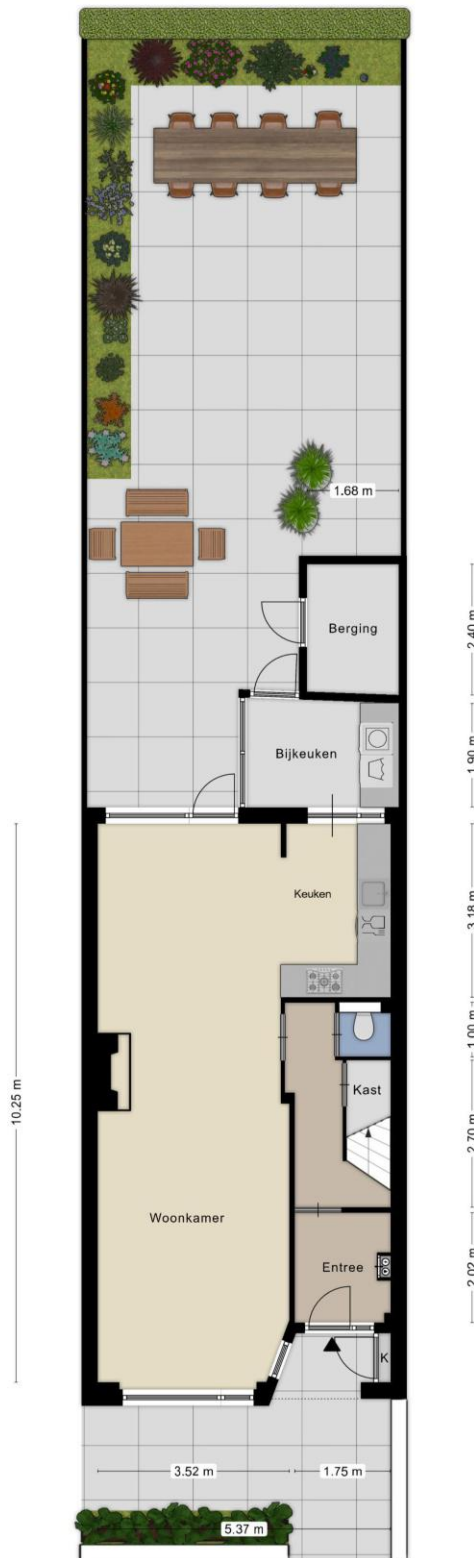 1.68 m
Berging
2.40 m
Bijkeuken
1.90 m
Keuken
3.18 m
1.00 m
Kast
10.25 m
2.70 m
Woonkamer
Entree
2.02 m
K
3.52 m
1.75 m
5.37 m